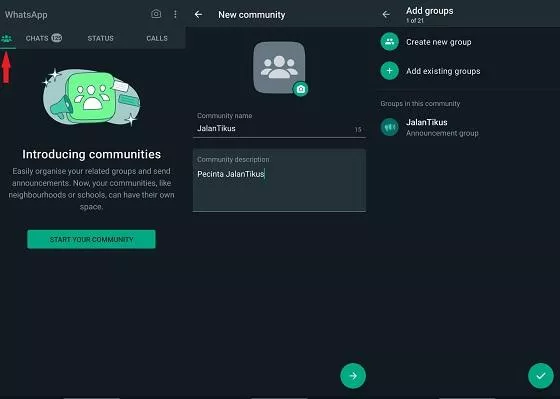 WhatsApp
CHATS 125 STATUS CALLS
Introducing communities
Easily organise your related groups and send
announcements. Now, your communities, like
neighbourhoods or schools, can have their own
space.
START YOUR COMMUNITY
New community
Community name
JalanTikus
15
Community description
Pecinta JalanTikus
Add groups
1 of 21
Create new group
Add existing groups
Groups in this community
JalanTikus
Announcement group